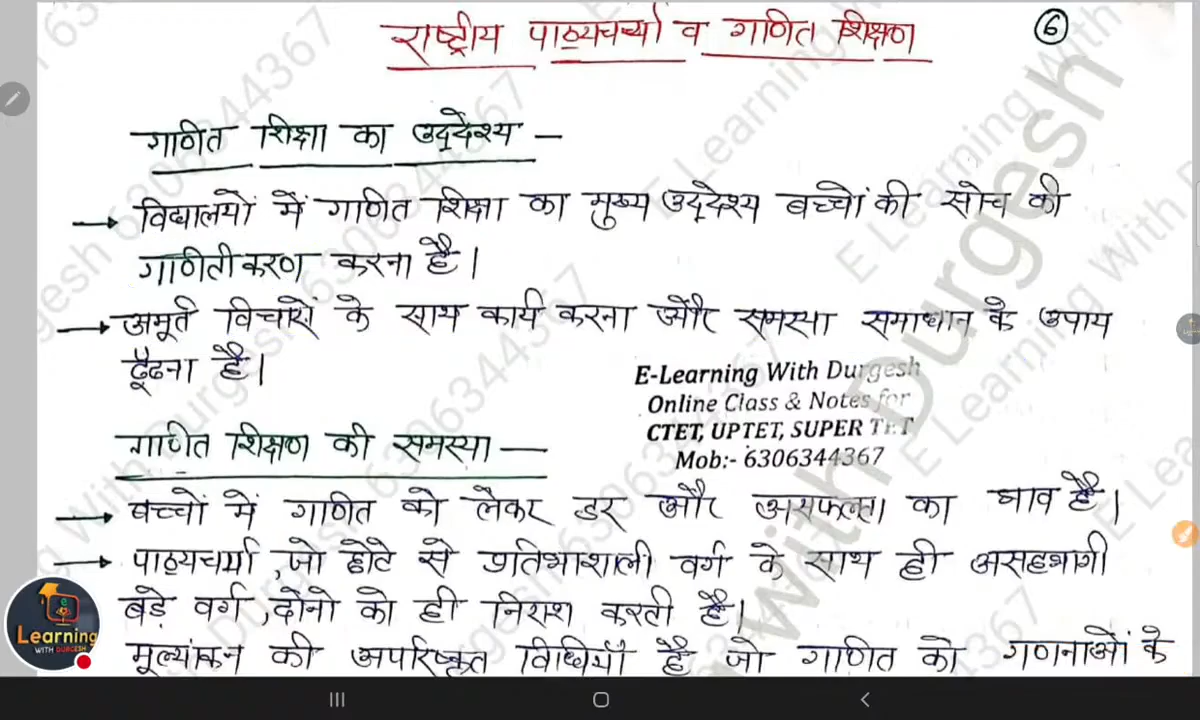 राष्ट्रीय पाठ्यचर्या व गणित शिक्षण
6
गणित शिक्षा का उद्देश्य —
→ विद्यालयों में गणित शिक्षा का मुख्य उद्देश्य बच्चों की सोच की
गणितीकरण करना है।
→ अमूर्त विचारों के साथ कार्य करना और समस्या समाधान के उपाय
ढूँढना है।
E-Learning With Durgesh
Online Class & Notes for
CTET, UPTET, SUPER TET
Mob:- 6306344367
गणित शिक्षण की समस्या —
→ बच्चों में गणित को लेकर डर और असफलता का भाव है।
→ पाठ्यचर्या, जो छोटे से प्रतिभाशाली वर्ग के साथ ही असहभागी
बड़े वर्ग, दोनो को ही निराश करती है।
मूल्यांकन की अपरिष्कृत विधियाँ है जो गणित को गणनाओं के
Learning
WITH DURGESH